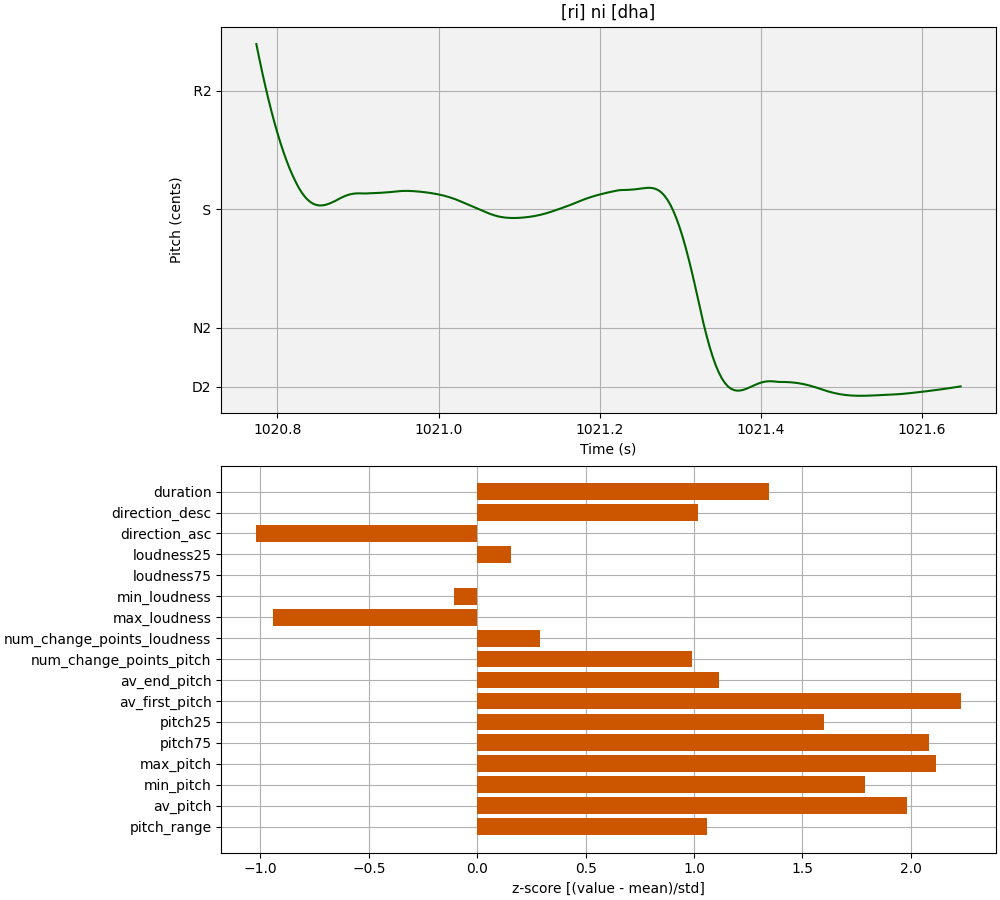 [ri] ni [dha]
R2
S
N2
D2
Pitch (cents)
1020.8 1021.0 1021.2 1021.4 1021.6
Time (s)
duration
direction_desc
direction_asc
loudness25
loudness75
min_loudness
max_loudness
num_change_points_loudness
num_change_points_pitch
av_end_pitch
av_first_pitch
pitch25
pitch75
max_pitch
min_pitch
av_pitch
pitch_range
−1.0 −0.5 0.0 0.5 1.0 1.5 2.0
z-score [(value - mean)/std]